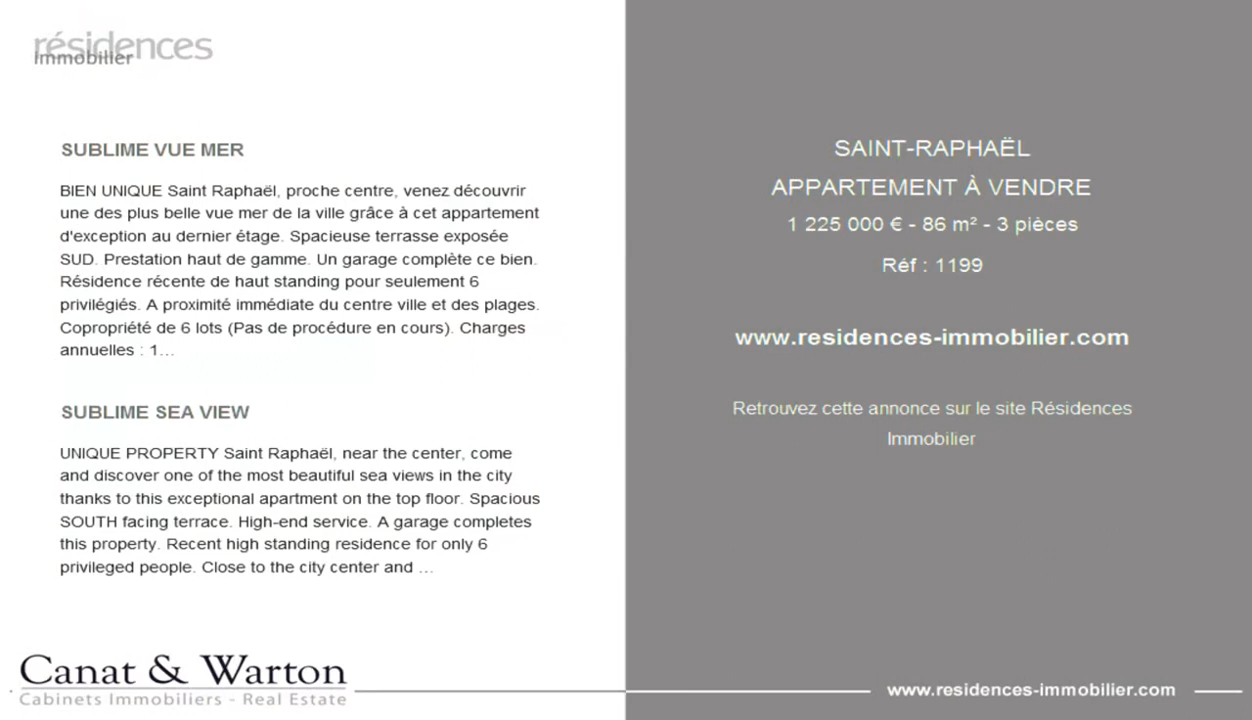 résidences
immobilier
SUBLIME VUE MER
BIEN UNIQUE Saint Raphaël, proche centre, venez découvrir
une des plus belle vue mer de la ville grâce à cet appartement
d'exception au dernier étage. Spacieuse terrasse exposée
SUD. Prestation haut de gamme. Un garage complète ce bien.
Résidence récente de haut standing pour seulement 6
privilégiés. A proximité immédiate du centre ville et des plages.
Copropriété de 6 lots (Pas de procédure en cours). Charges
annuelles : 1...
SUBLIME SEA VIEW
UNIQUE PROPERTY Saint Raphaël, near the center, come
and discover one of the most beautiful sea views in the city
thanks to this exceptional apartment on the top floor. Spacious
SOUTH facing terrace. High-end service. A garage completes
this property. Recent high standing residence for only 6
privileged people. Close to the city center and ...
Canat & Warton
Cabinets Immobiliers - Real Estate
SAINT-RAPHAËL
APPARTEMENT À VENDRE
1 225 000 € - 86 m² - 3 pièces
Réf : 1199
www.residences-immobilier.com
Retrouvez cette annonce sur le site Résidences
Immobilier
www.residences-immobilier.com